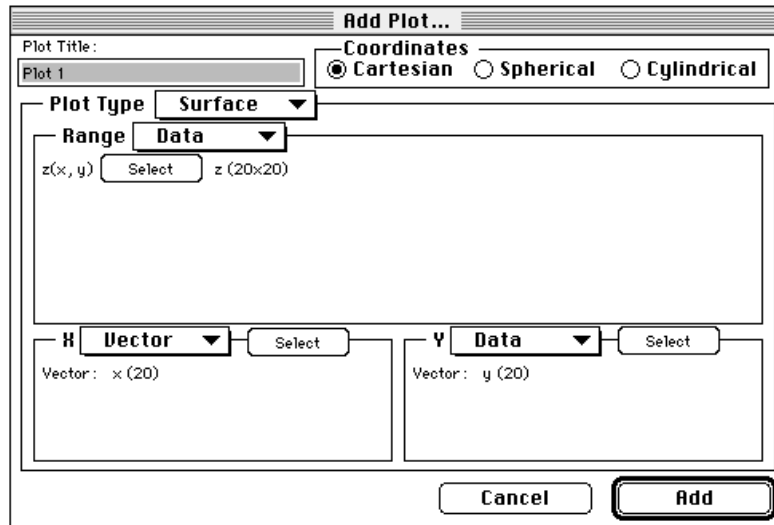 Add Plot...
Plot Title:
Coordinates
Plot 1
Cartesian Spherical Cylindrical
Plot Type Surface
Range Data
z(x, y) Select z (20x20)
X Vector Select
Y Data Select
Vector: x (20)
Vector: y (20)
Cancel Add